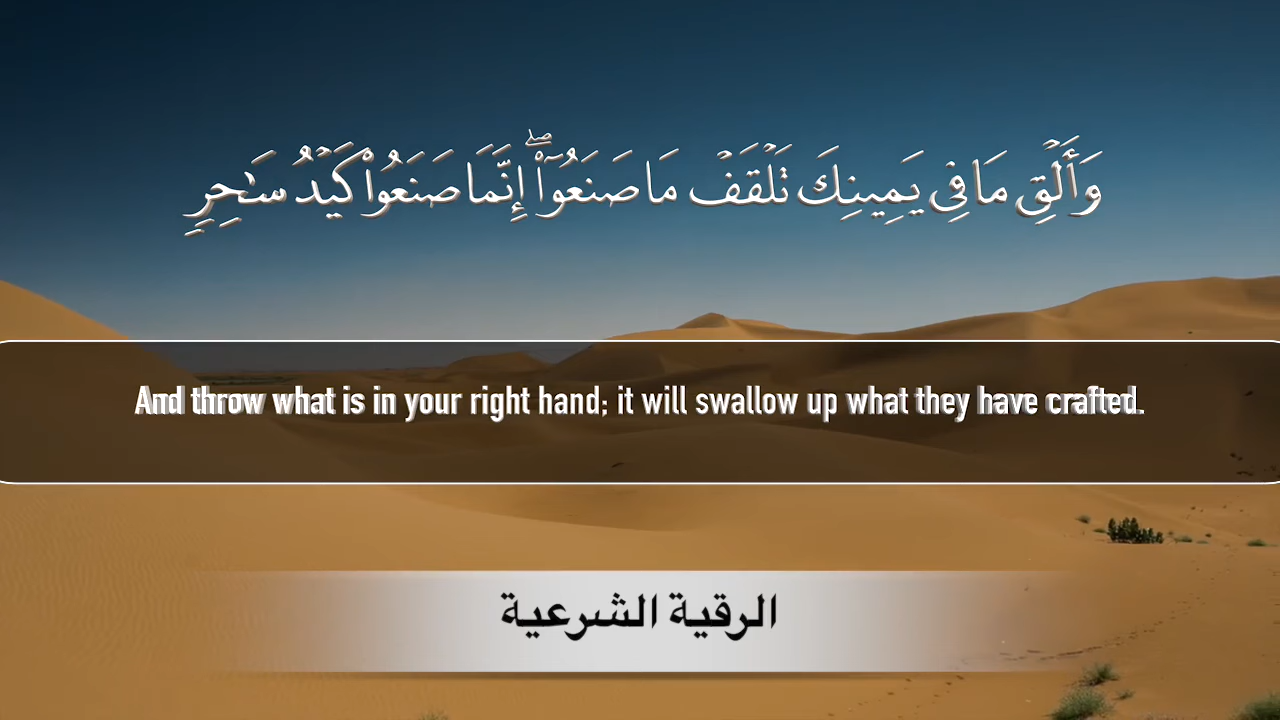 وَأَلْقِ مَا فِى يَمِينِكَ تَلْقَفْ مَا صَنَعُوٓا۟ ۖ إِنَّمَا صَنَعُوا۟ كَيْدُ سَـٰحِرٍ
And throw what is in your right hand; it will swallow up what they have crafted.
الرقية الشرعية